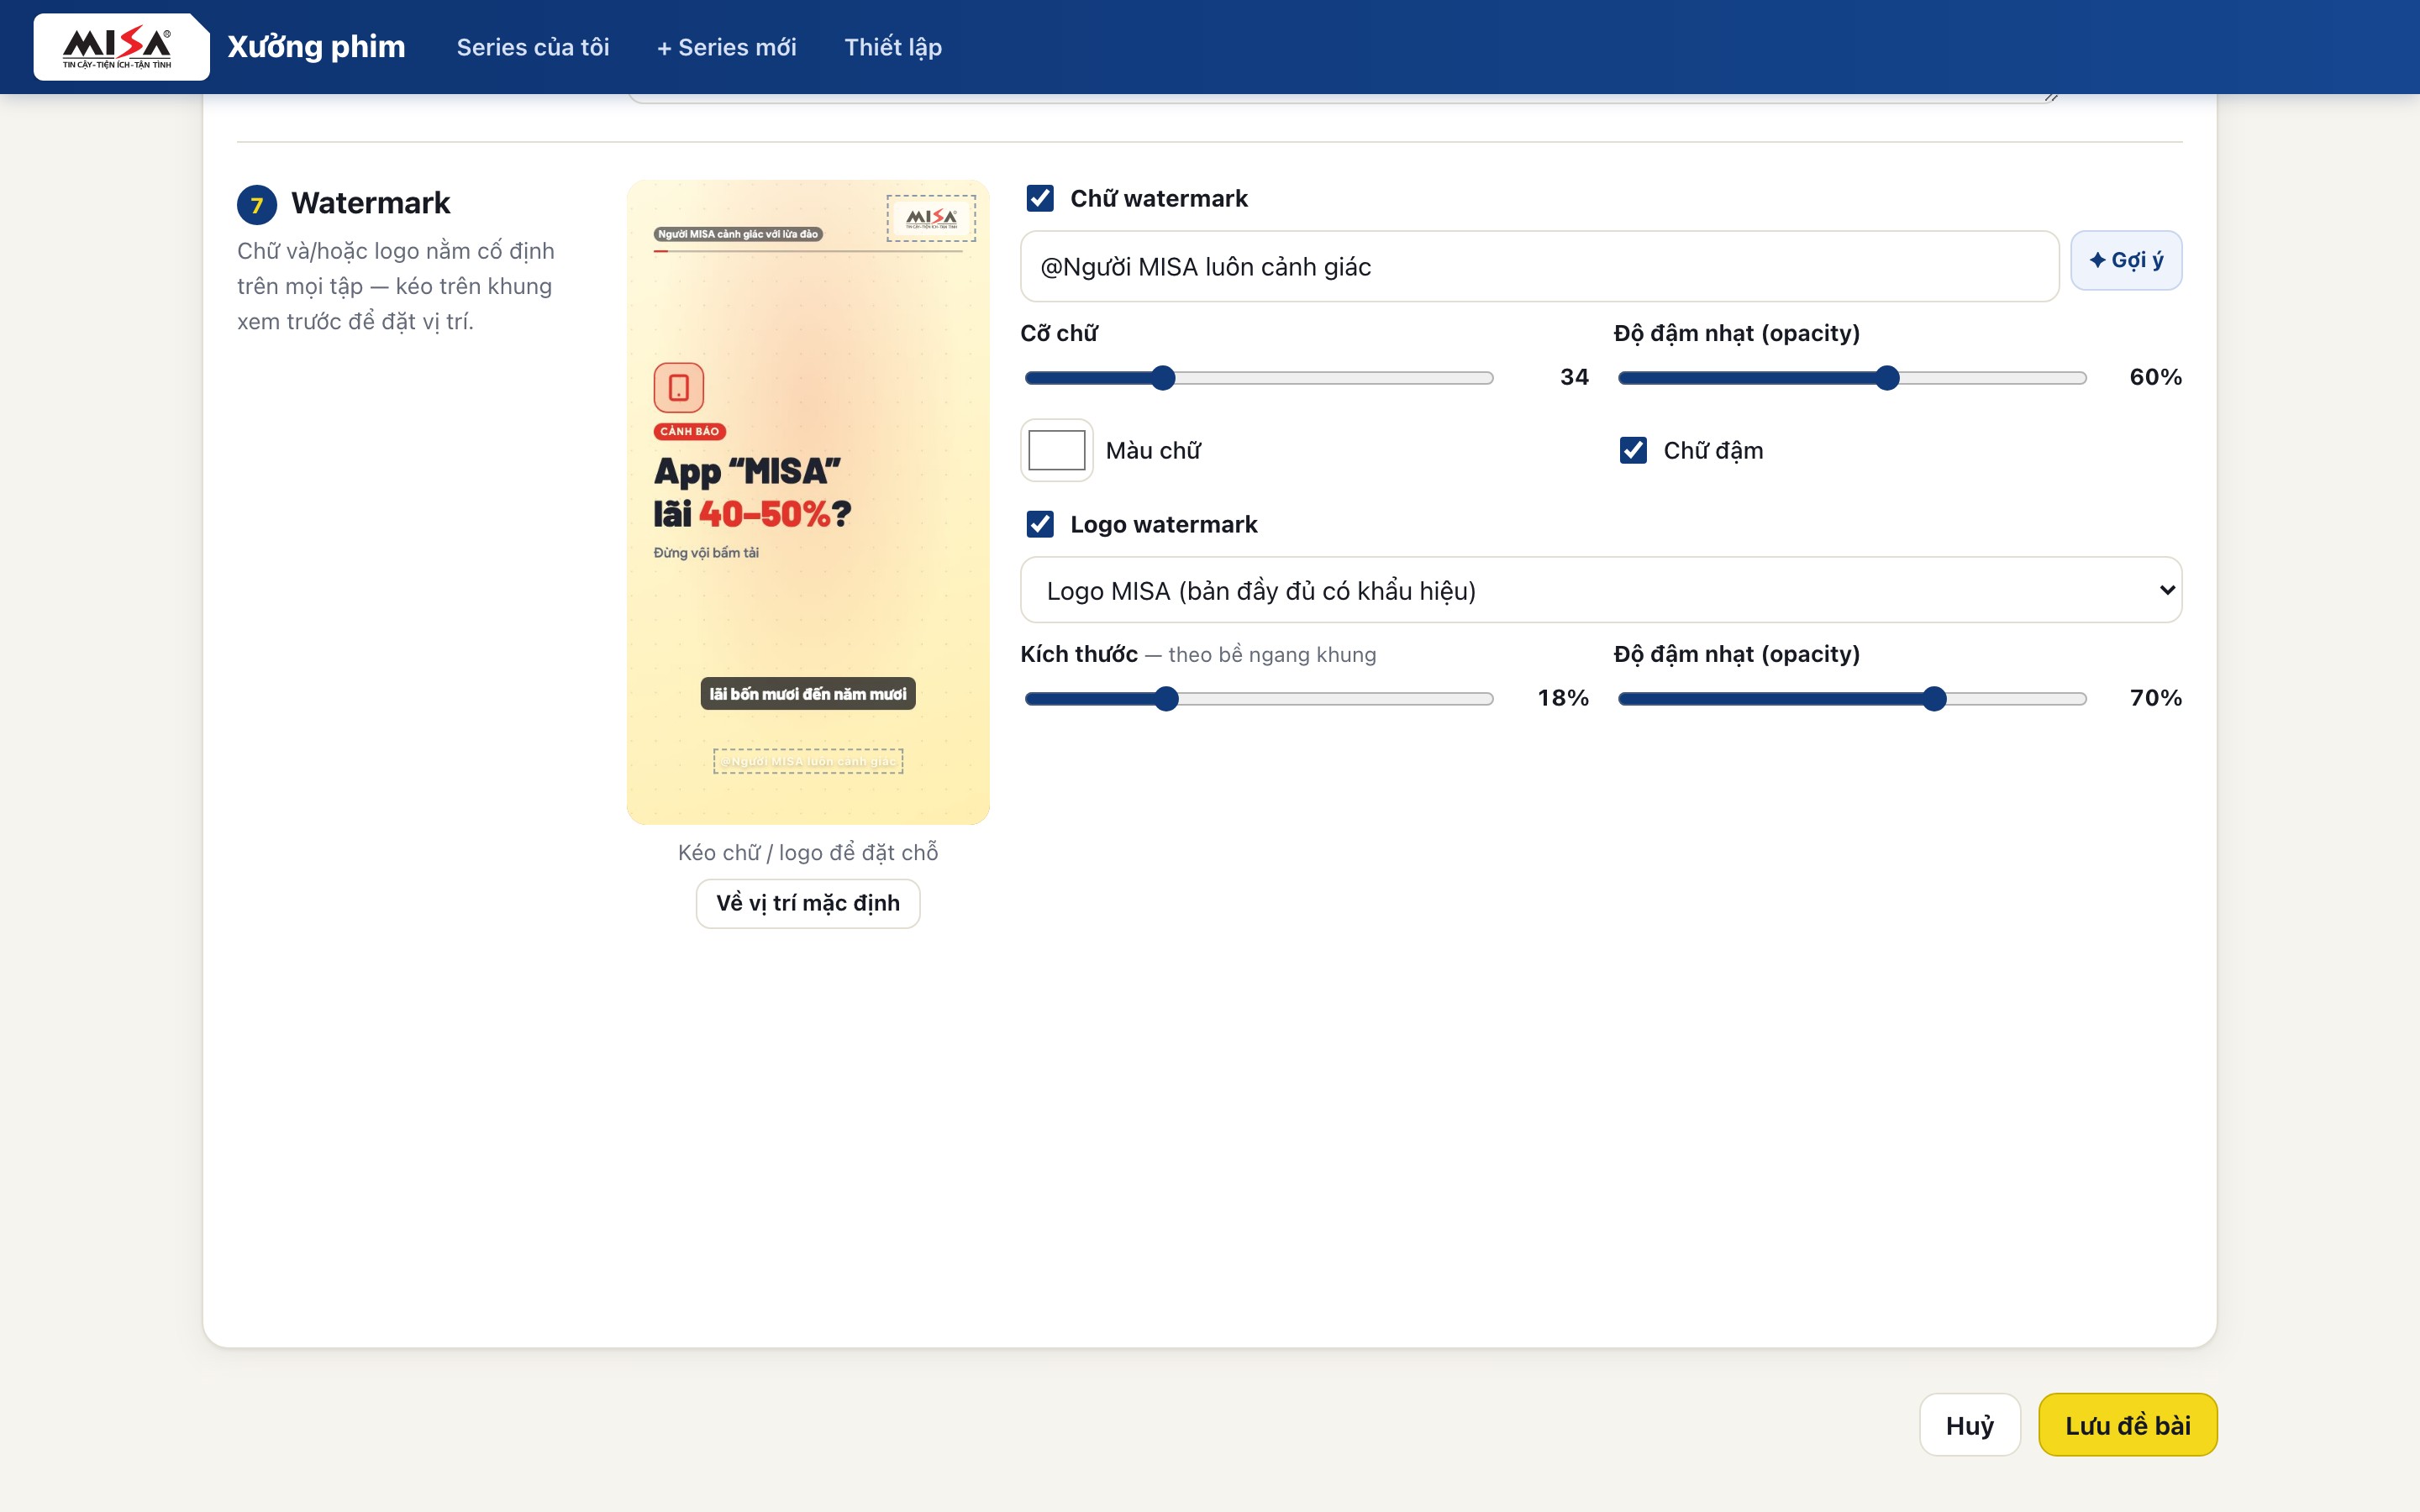 MISA®
TIN CẬY-TIỆN ÍCH-TẬN TÌNH
Xưởng phim
Series của tôi
+ Series mới
Thiết lập
7
Watermark
Chữ và/hoặc logo nằm cố định
trên mọi tập — kéo trên khung
xem trước để đặt vị trí.
MISA
TIN CẬY-TIỆN ÍCH-TẬN TÌNH
Người MISA cảnh giác với lừa đảo
CẢNH BÁO
App “MISA”
lãi 40–50%?
Đừng vội bấm tải
lãi bốn mươi đến năm mươi
@Người MISA luôn cảnh giác
Kéo chữ / logo để đặt chỗ
Về vị trí mặc định
Chữ watermark
@Người MISA luôn cảnh giác
✦ Gợi ý
Cỡ chữ
34
Độ đậm nhạt (opacity)
60%
Màu chữ
Chữ đậm
Logo watermark
Logo MISA (bản đầy đủ có khẩu hiệu)
Kích thước — theo bề ngang khung
18%
Độ đậm nhạt (opacity)
70%
Huỷ
Lưu đề bài